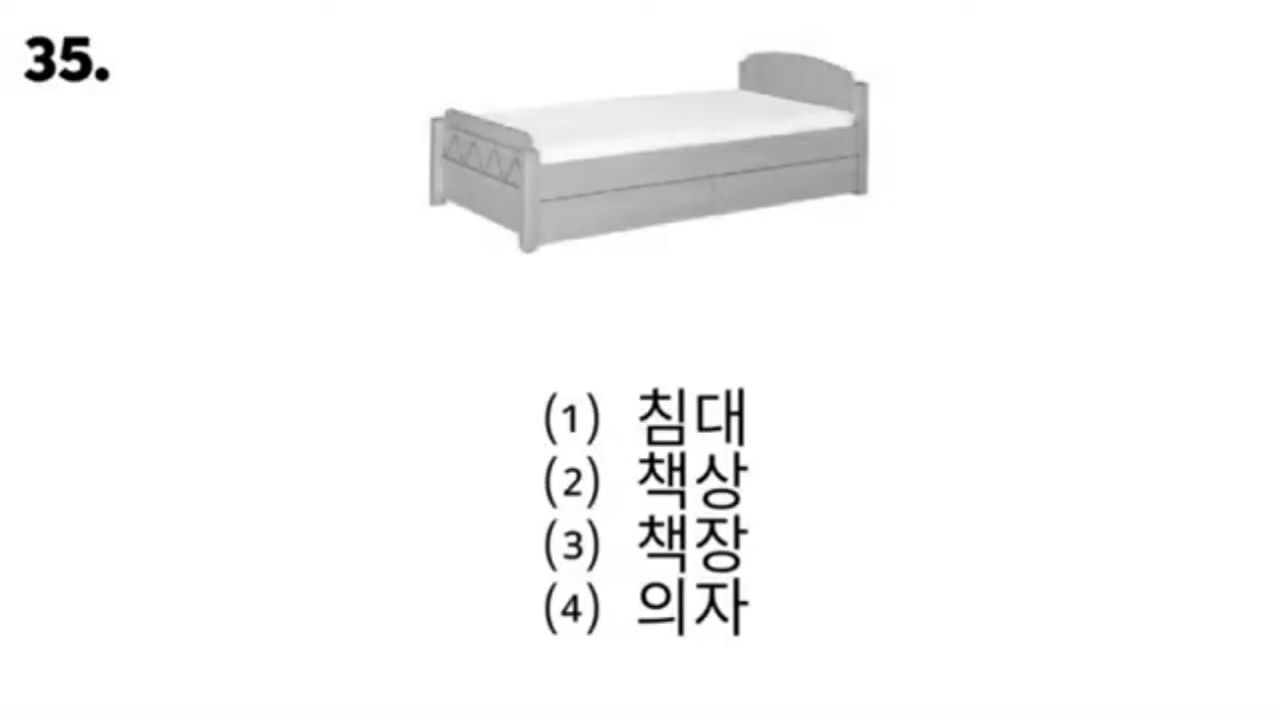 35.
(1) 침대
(2) 책상
(3) 책장
(4) 의자